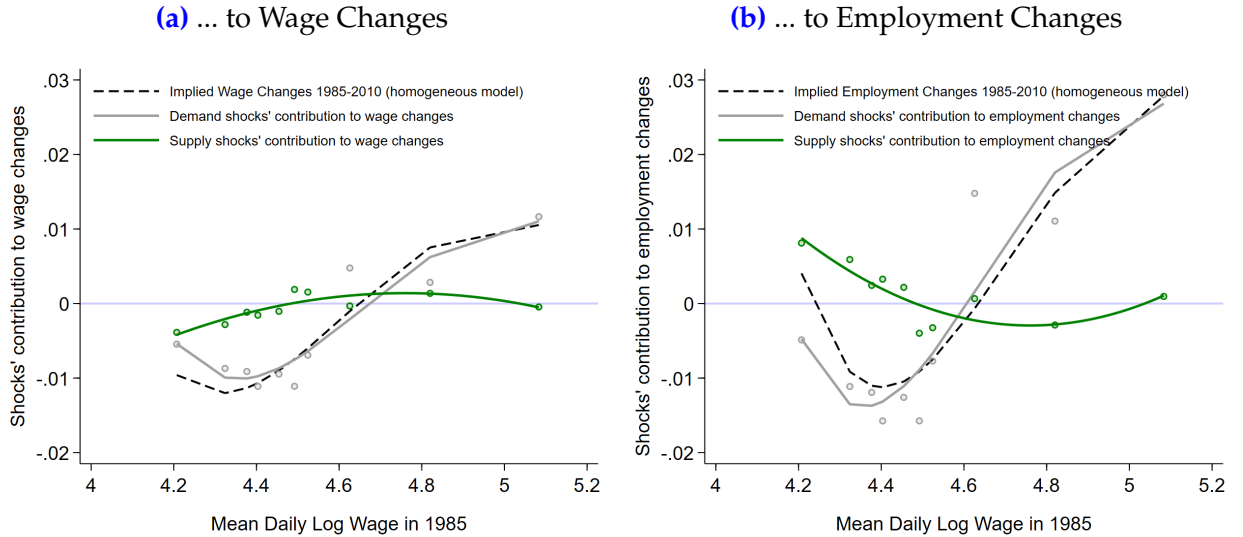 (a) ... to Wage Changes
Shocks' contribution to wage changes
.03
.02
.01
0
-.01
-.02
Implied Wage Changes 1985-2010 (homogeneous model)
Demand shocks' contribution to wage changes
Supply shocks' contribution to wage changes
4 4.2 4.4 4.6 4.8 5 5.2
Mean Daily Log Wage in 1985
(b) ... to Employment Changes
Shocks' contribution to employment changes
.03
.02
.01
0
-.01
-.02
Implied Employment Changes 1985-2010 (homogeneous model)
Demand shocks' contribution to employment changes
Supply shocks' contribution to employment changes
4 4.2 4.4 4.6 4.8 5 5.2
Mean Daily Log Wage in 1985